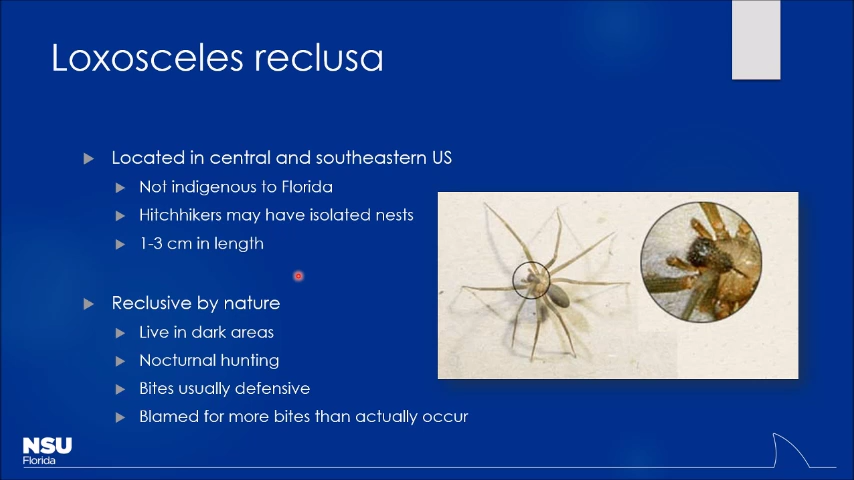 Loxosceles reclusa
Located in central and southeastern US
Not indigenous to Florida
Hitchhikers may have isolated nests
1-3 cm in length
Reclusive by nature
Live in dark areas
Nocturnal hunting
Bites usually defensive
Blamed for more bites than actually occur
NSU
Florida